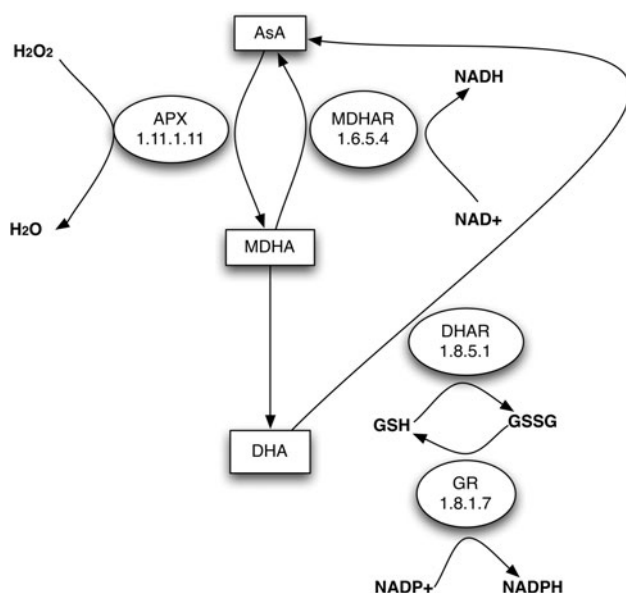 AsA
H2O2
NADH
APX
1.11.1.11
MDHAR
1.6.5.4
NAD+
H2O
MDHA
DHAR
1.8.5.1
GSH
GSSG
DHA
GR
1.8.1.7
NADP+
NADPH